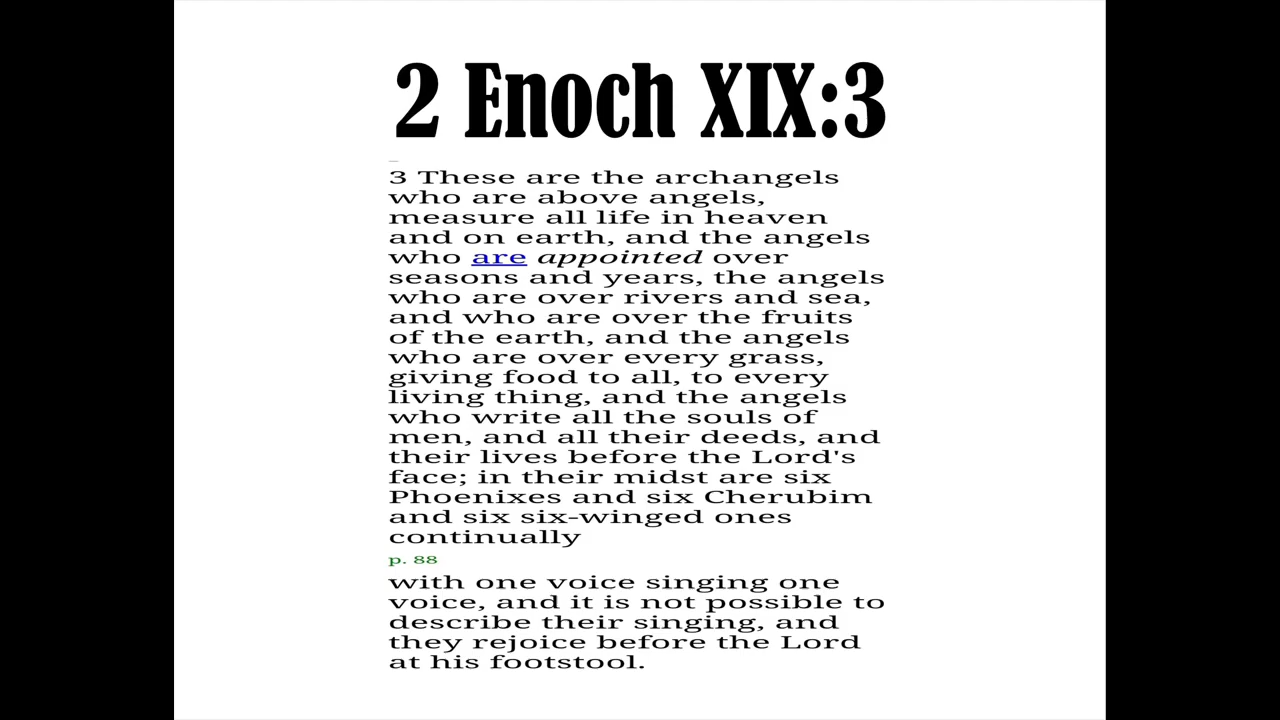 2 Enoch XIX:3
3 These are the archangels
who are above angels,
measure all life in heaven
and on earth, and the angels
who are appointed over
seasons and years, the angels
who are over rivers and sea,
and who are over the fruits
of the earth, and the angels
who are over every grass,
giving food to all, to every
living thing, and the angels
who write all the souls of
men, and all their deeds, and
their lives before the Lord's
face; in their midst are six
Phoenixes and six Cherubim
and six six-winged ones
continually
p. 88
with one voice singing one
voice, and it is not possible to
describe their singing, and
they rejoice before the Lord
at his footstool.